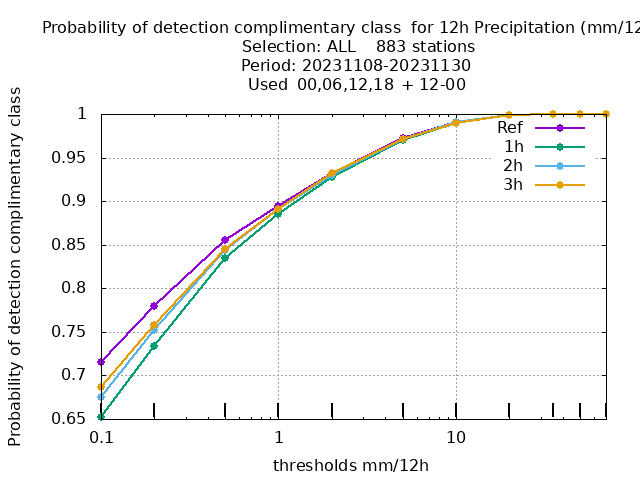 Probability of detection complimentary class for 12h Precipitation (mm/12
Selection: ALL 883 stations
Period: 20231108-20231130
Used 00,06,12,18 + 12-00
Probability of detection complimentary class
1
0.95
0.9
0.85
0.8
0.75
0.7
0.65
Ref
1h
2h
3h
0.1
1
10
thresholds mm/12h